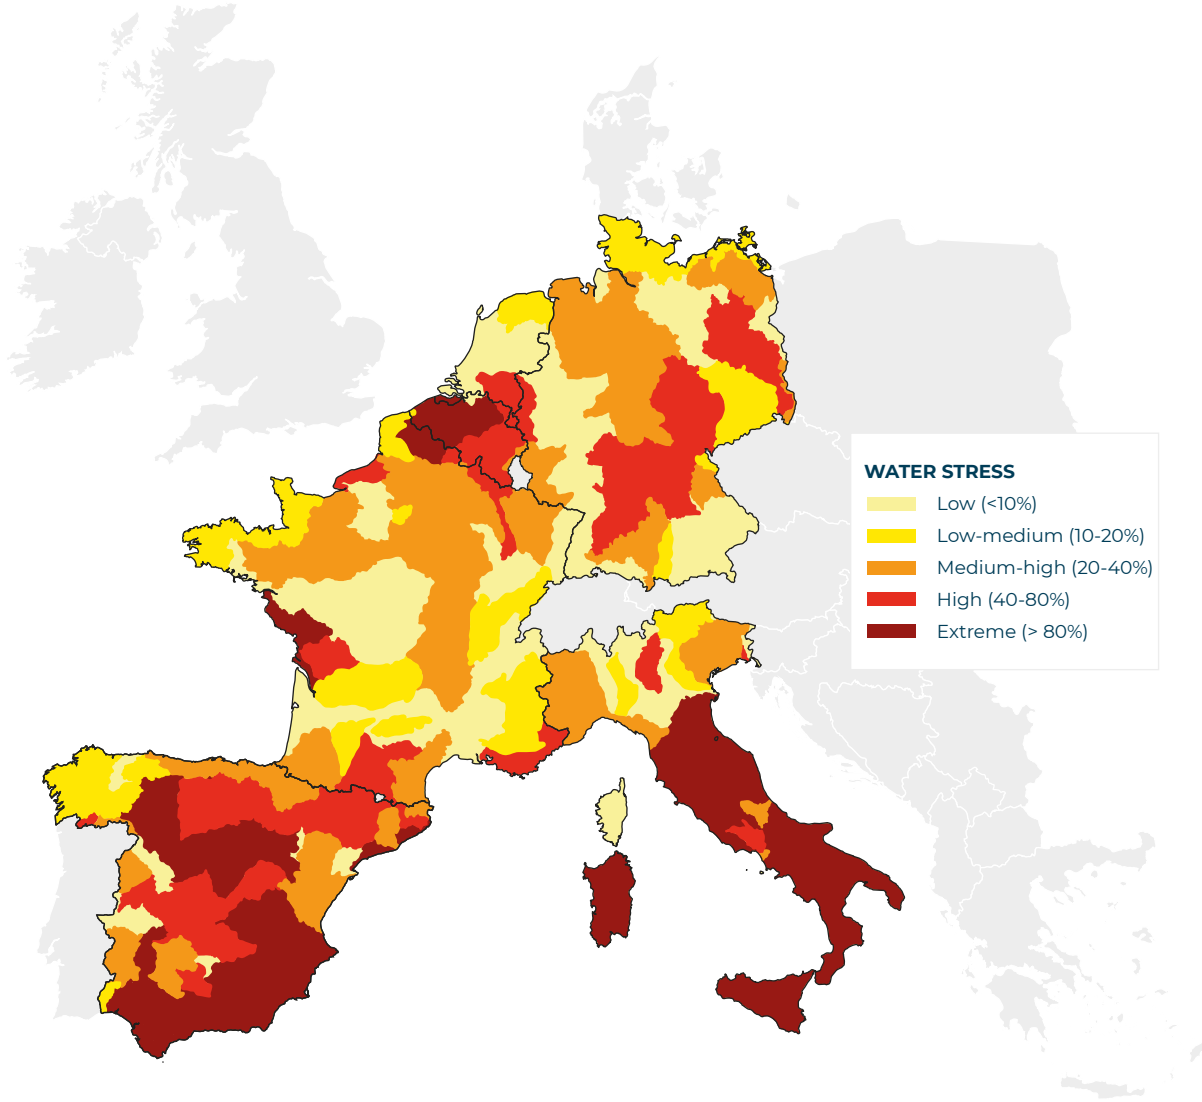 WATER STRESS
Low (<10%)
Low-medium (10-20%)
Medium-high (20-40%)
High (40-80%)
Extreme (> 80%)